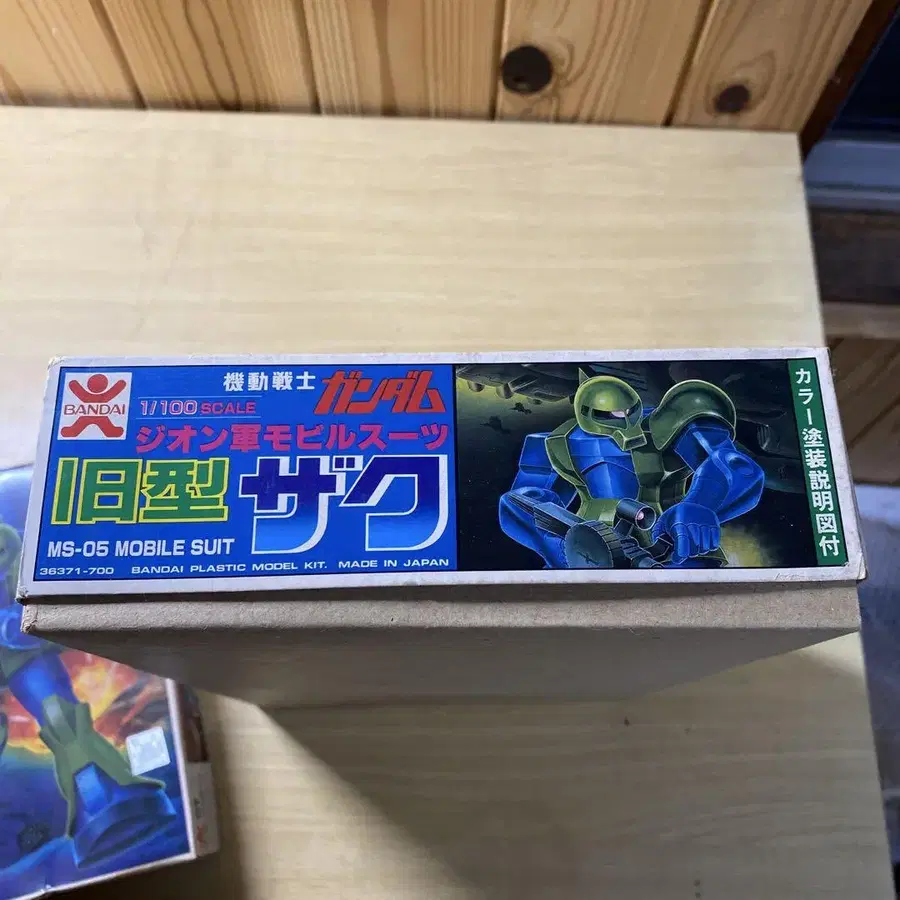 BANDAI
機動戦士 ガンダム
1/100 SCALE
ジオン軍モビルスーツ
旧型 ザク
MS-05 MOBILE SUIT
36371-700 BANDAI PLASTIC MODEL KIT. MADE IN JAPAN
カラー塗装説明図付